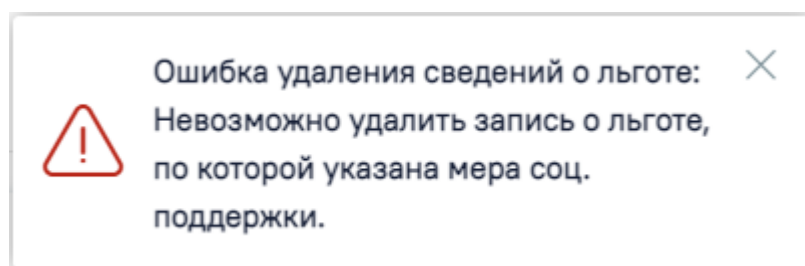 Ошибка удаления сведений о льготе:
Невозможно удалить запись о льготе,
по которой указана мера соц.
поддержки.